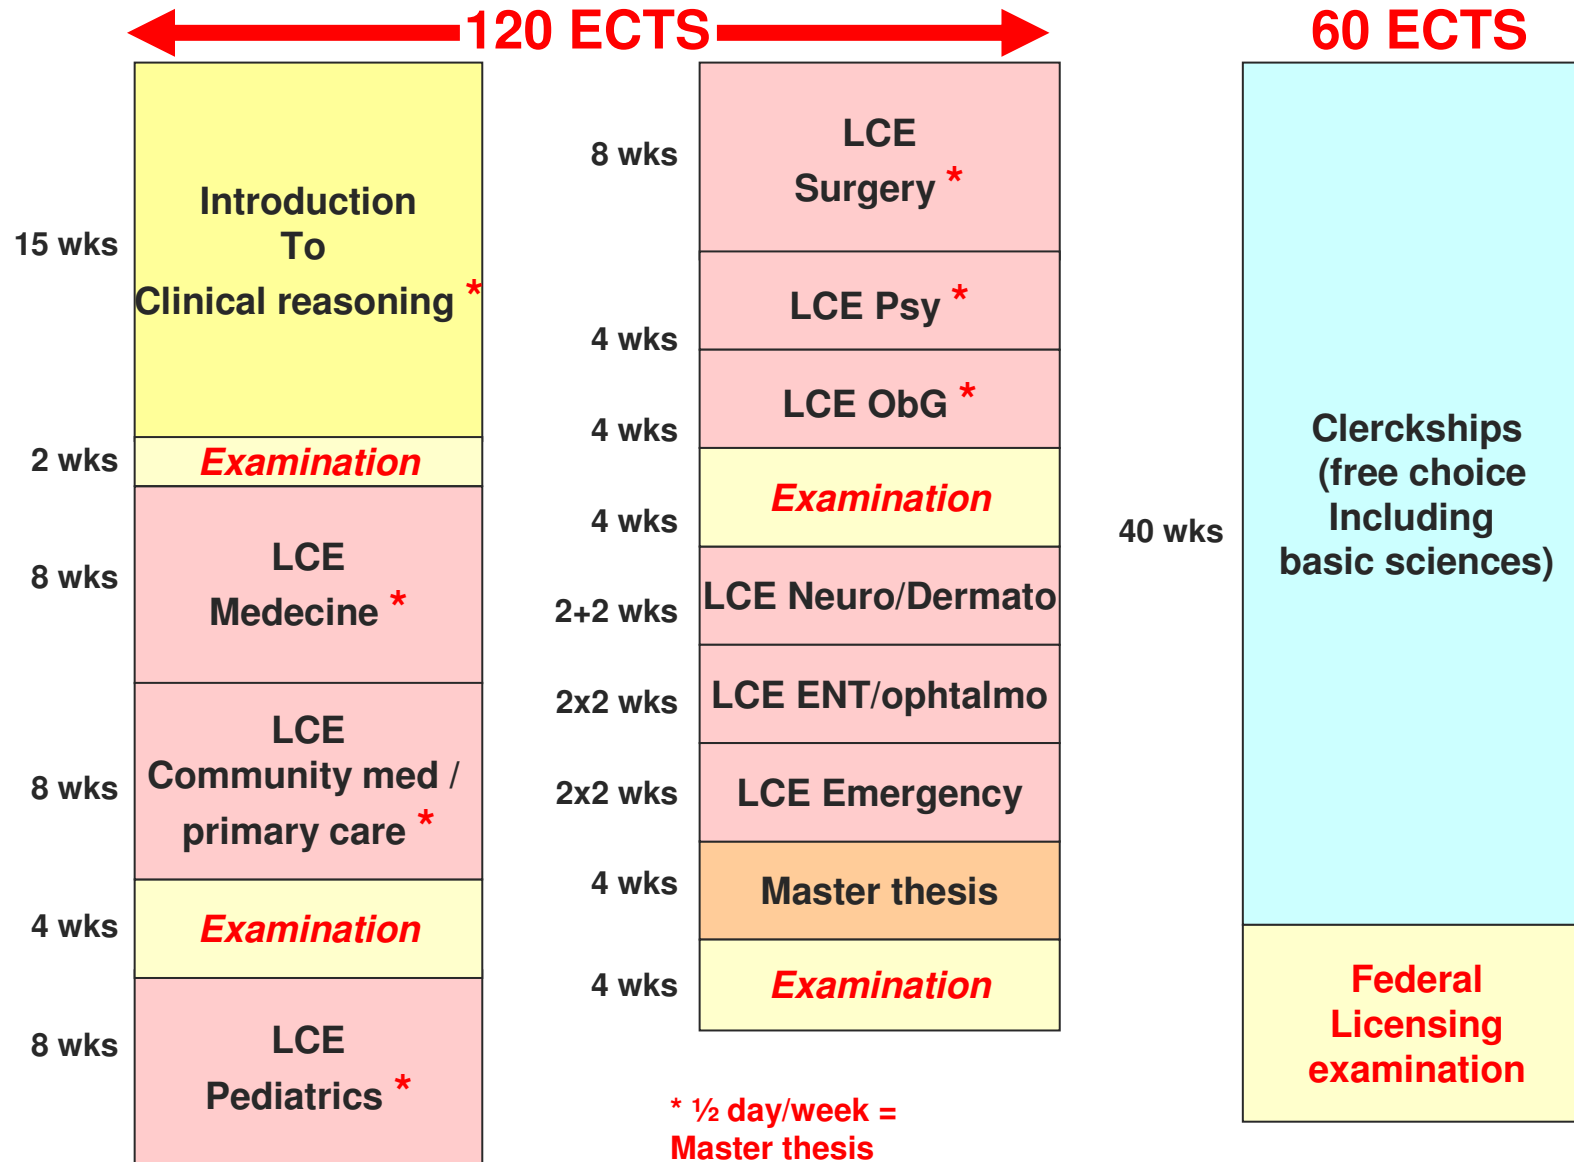 120 ECTS
60 ECTS
15 wks
Introduction
To
Clinical reasoning *
2 wks
Examination
8 wks
LCE
Medecine *
8 wks
LCE
Community med /
primary care *
4 wks
Examination
8 wks
LCE
Pediatrics *
8 wks
LCE
Surgery *
4 wks
LCE Psy *
4 wks
LCE ObG *
4 wks
Examination
2+2 wks
LCE Neuro/Dermato
2x2 wks
LCE ENT/ophtalmo
2x2 wks
LCE Emergency
4 wks
Master thesis
4 wks
Examination
* ½ day/week =
Master thesis
40 wks
Clerckships
(free choice
Including
basic sciences)
Federal
Licensing
examination